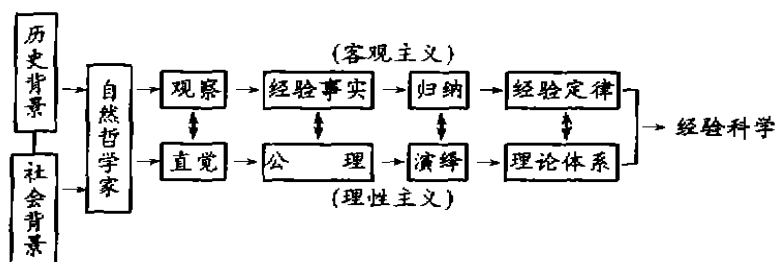 历史背景
社会背景
自然哲学家
(客观主义)
观察 经验事实 归纳 经验定律
直觉 公理 演绎 理论体系
(理性主义)
经验科学